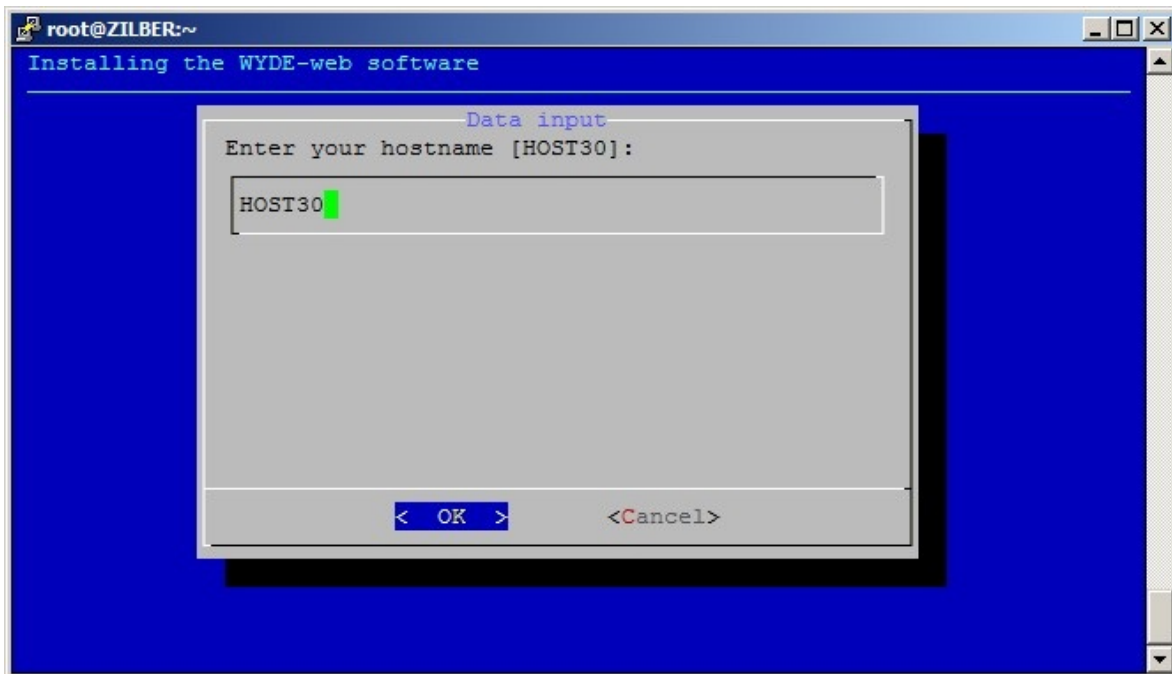 root@ZILBER:~
Installing the WYDE-web software
Data input
Enter your hostname [HOST30]:
HOST30
< OK > <Cancel>